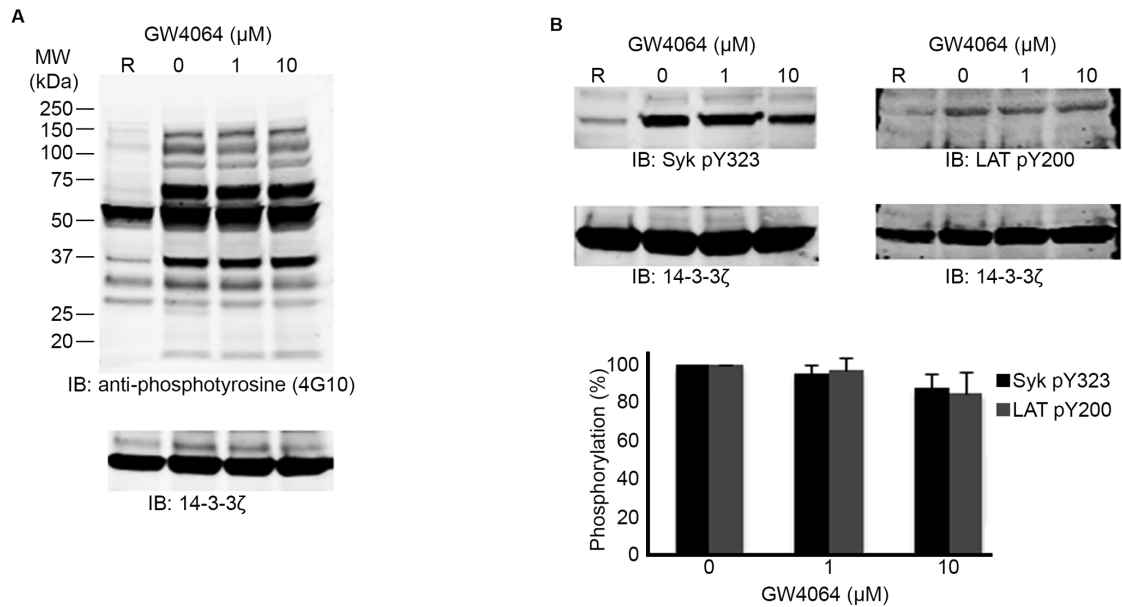 A
GW4064 (µM)
MW
(kDa)
R 0 1 10
250
150
100
75
50
37
25
20
IB: anti-phosphotyrosine (4G10)
IB: 14-3-3ζ
B
GW4064 (µM)
R 0 1 10
IB: Syk pY323
IB: 14-3-3ζ
GW4064 (µM)
R 0 1 10
IB: LAT pY200
IB: 14-3-3ζ
Phosphorylation (%)
100
80
60
40
20
0
0 1 10
GW4064 (µM)
Syk pY323
LAT pY200